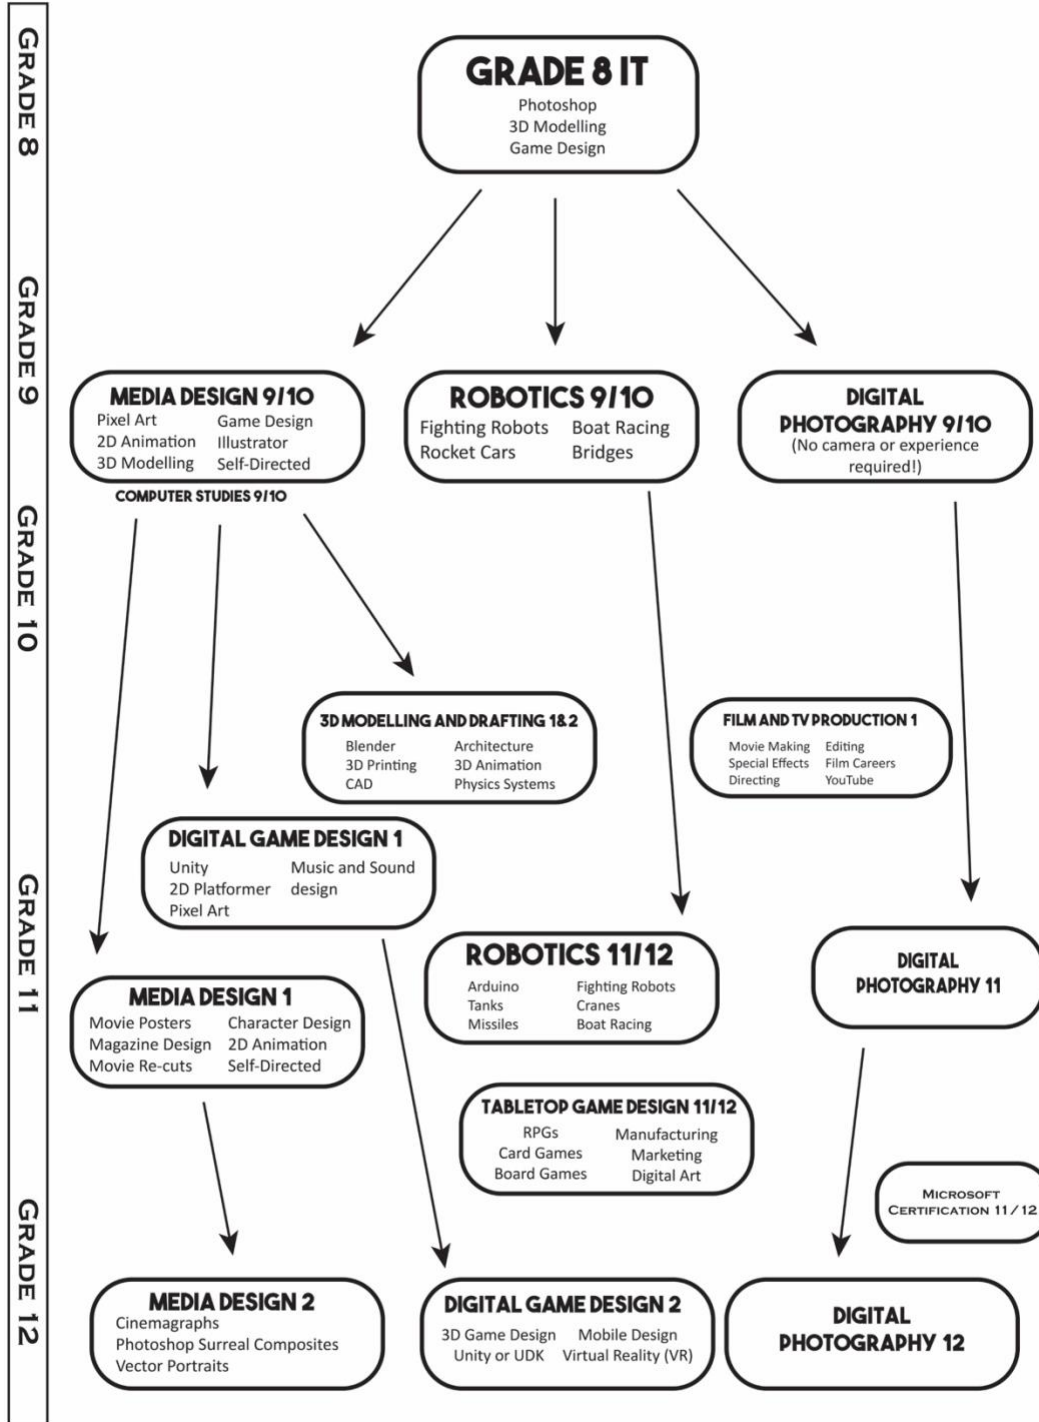 GRADE 8
GRADE 9
GRADE 10
GRADE 11
GRADE 12
GRADE 8 IT
Photoshop
3D Modelling
Game Design
MEDIA DESIGN 9/10
Pixel Art Game Design
2D Animation Illustrator
3D Modelling Self-Directed
COMPUTER STUDIES 9/10
ROBOTICS 9/10
Fighting Robots Boat Racing
Rocket Cars Bridges
DIGITAL
PHOTOGRAPHY 9/10
(No camera or experience
required!)
3D MODELLING AND DRAFTING 1&2
Blender Architecture
3D Printing 3D Animation
CAD Physics Systems
FILM AND TV PRODUCTION 1
Movie Making Editing
Special Effects Film Careers
Directing YouTube
DIGITAL GAME DESIGN 1
Unity Music and Sound
2D Platformer design
Pixel Art
ROBOTICS 11/12
Arduino Fighting Robots
Tanks Cranes
Missiles Boat Racing
DIGITAL
PHOTOGRAPHY 11
MEDIA DESIGN 1
Movie Posters Character Design
Magazine Design 2D Animation
Movie Re-cuts Self-Directed
TABLETOP GAME DESIGN 11/12
RPGs Manufacturing
Card Games Marketing
Board Games Digital Art
MICROSOFT
CERTIFICATION 11/12
MEDIA DESIGN 2
Cinemagraphs
Photoshop Surreal Composites
Vector Portraits
DIGITAL GAME DESIGN 2
3D Game Design Mobile Design
Unity or UDK Virtual Reality (VR)
DIGITAL
PHOTOGRAPHY 12